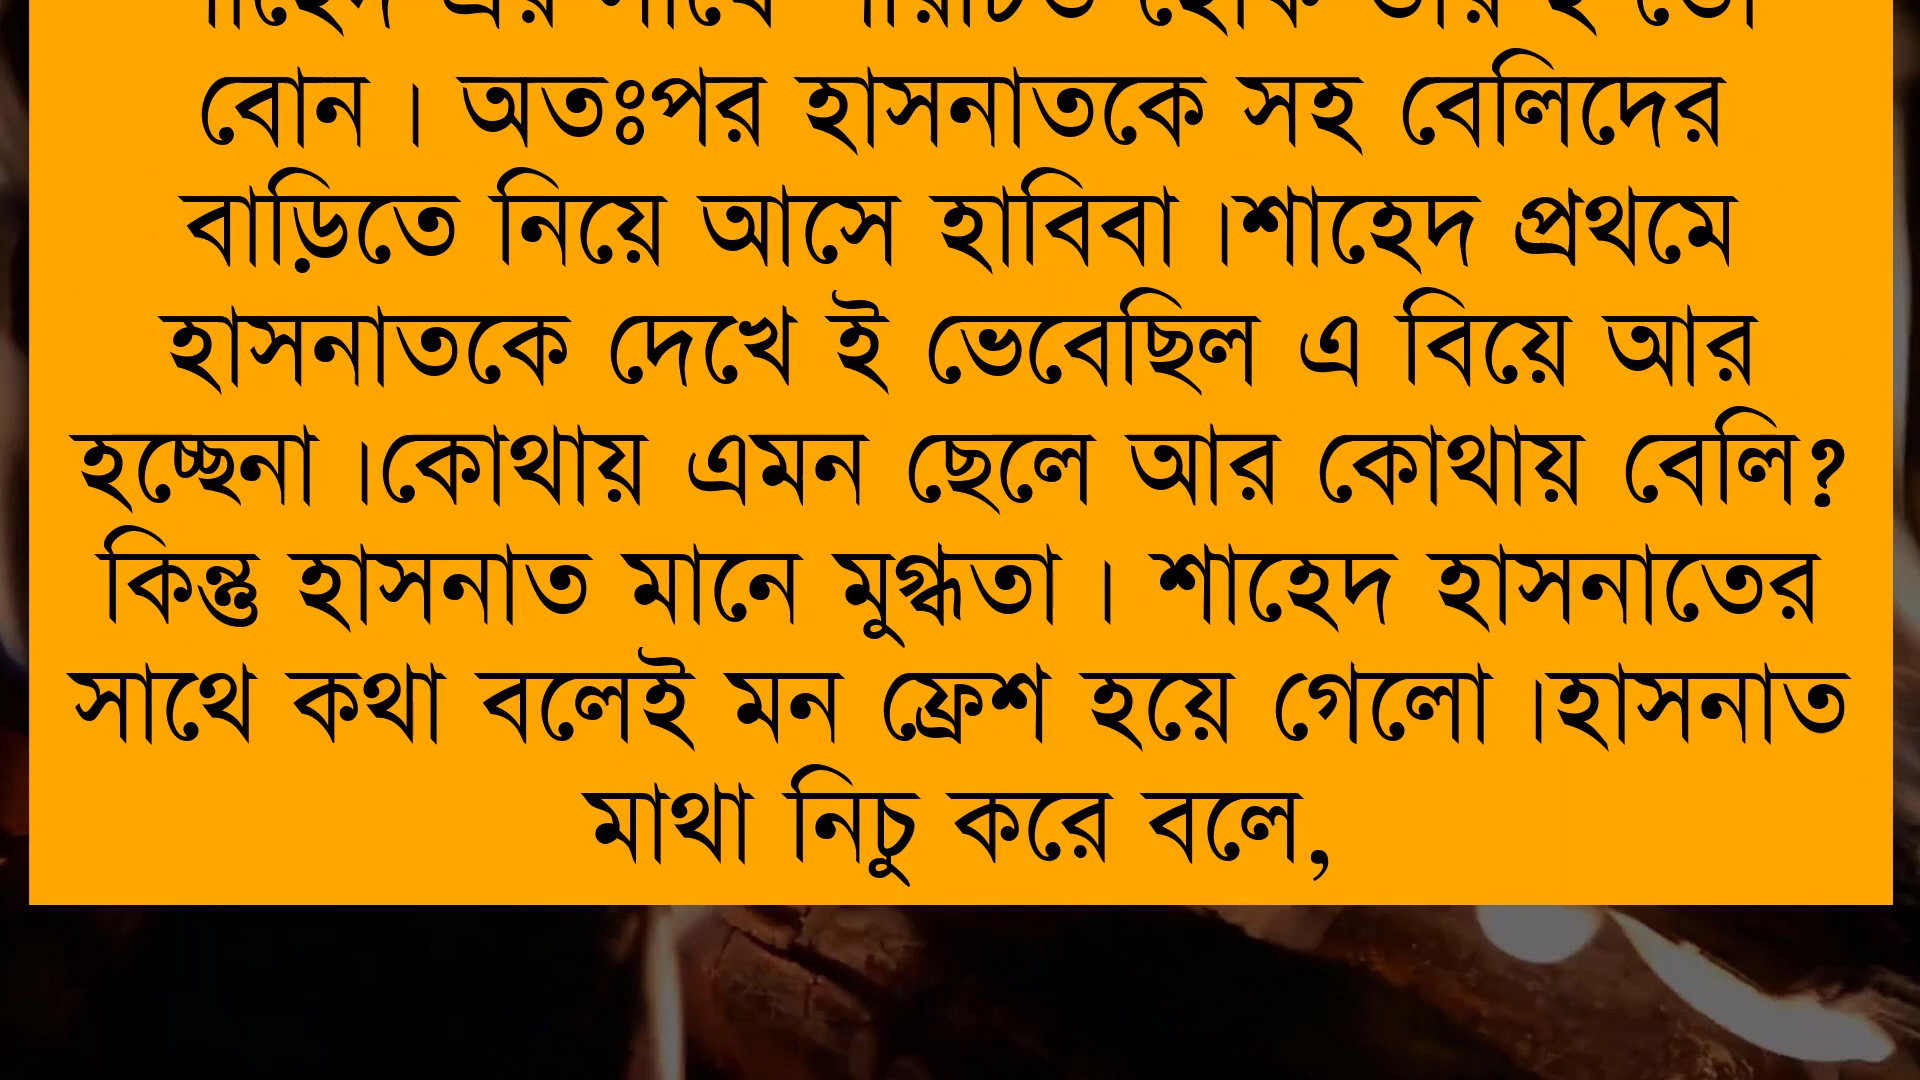 বোন। অতঃপর হাসনাতকে সহ বেলিদের
বাড়িতে নিয়ে আসে হাবিবা ।শাহেদ প্রথমে
হাসনাতকে দেখে ই ভেবেছিল এ বিয়ে আর
হচ্ছেনা ।কোথায় এমন ছেলে আর কোথায় বেলি?
কিন্তু হাসনাত মানে মুগ্ধতা। শাহেদ হাসনাতের
সাথে কথা বলেই মন ফ্রেশ হয়ে গেলো ।হাসনাত
মাথা নিচু করে বলে,